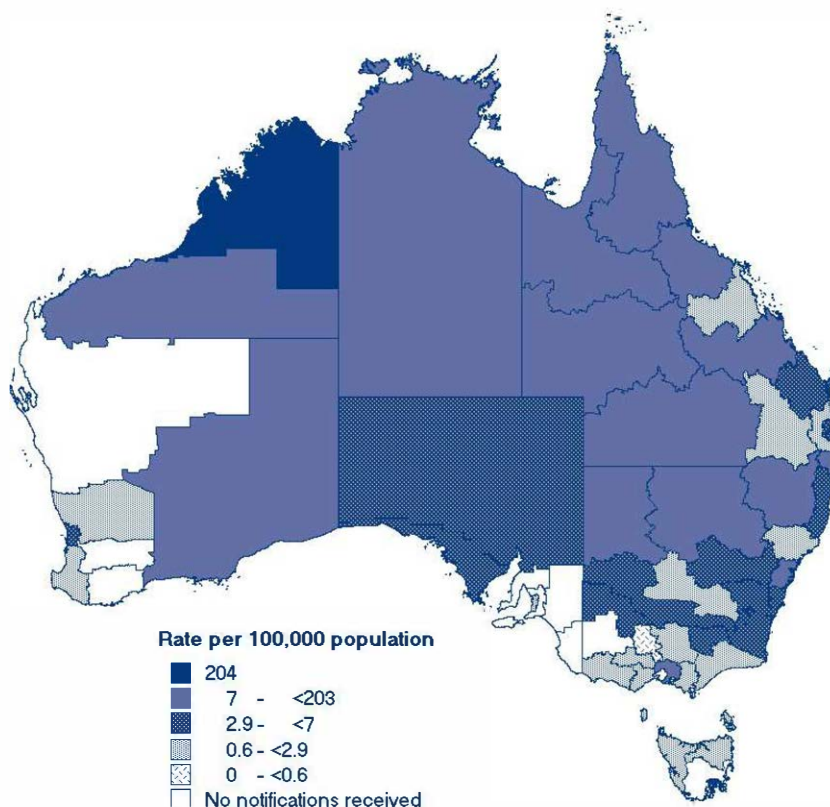 Rate per 100,000 population
204
7 - <203
2.9 - <7
0.6 - <2.9
0 - <0.6
No notifications received